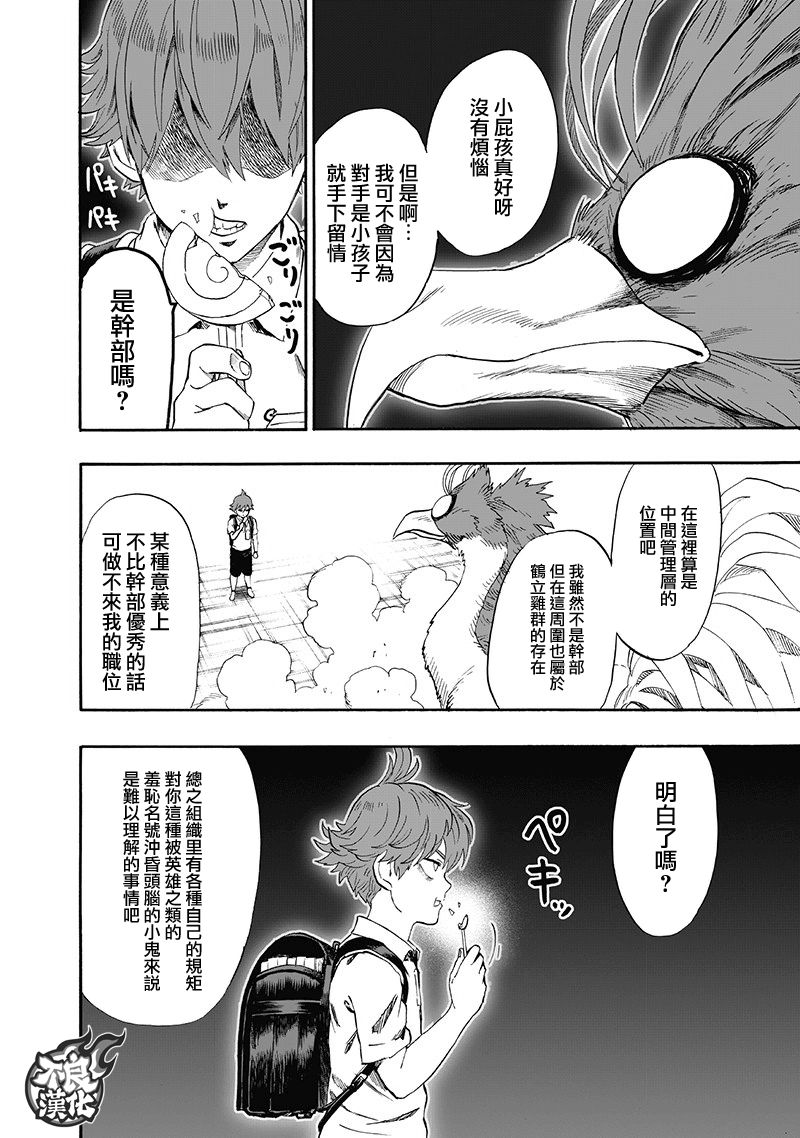 小屁孩真好呀
沒有煩惱
但是啊…
我可不會因為
對手是小孩子
就手下留情
パキ
パキ
ごり
ごり
是幹部嗎？
在這裡算是
中間管理層的
位置吧
我雖然不是幹部
但在這周圍也屬於
鶴立雞群的存在
某種意義上
不比幹部優秀的話
可做不來我的職位
明白了嗎？
ペキッ
總之組織里有各種自己的規矩
對你這種被英雄之類的
羞恥名號沖昏頭腦的小鬼來說
是難以理解的事情吧
不良
漢化